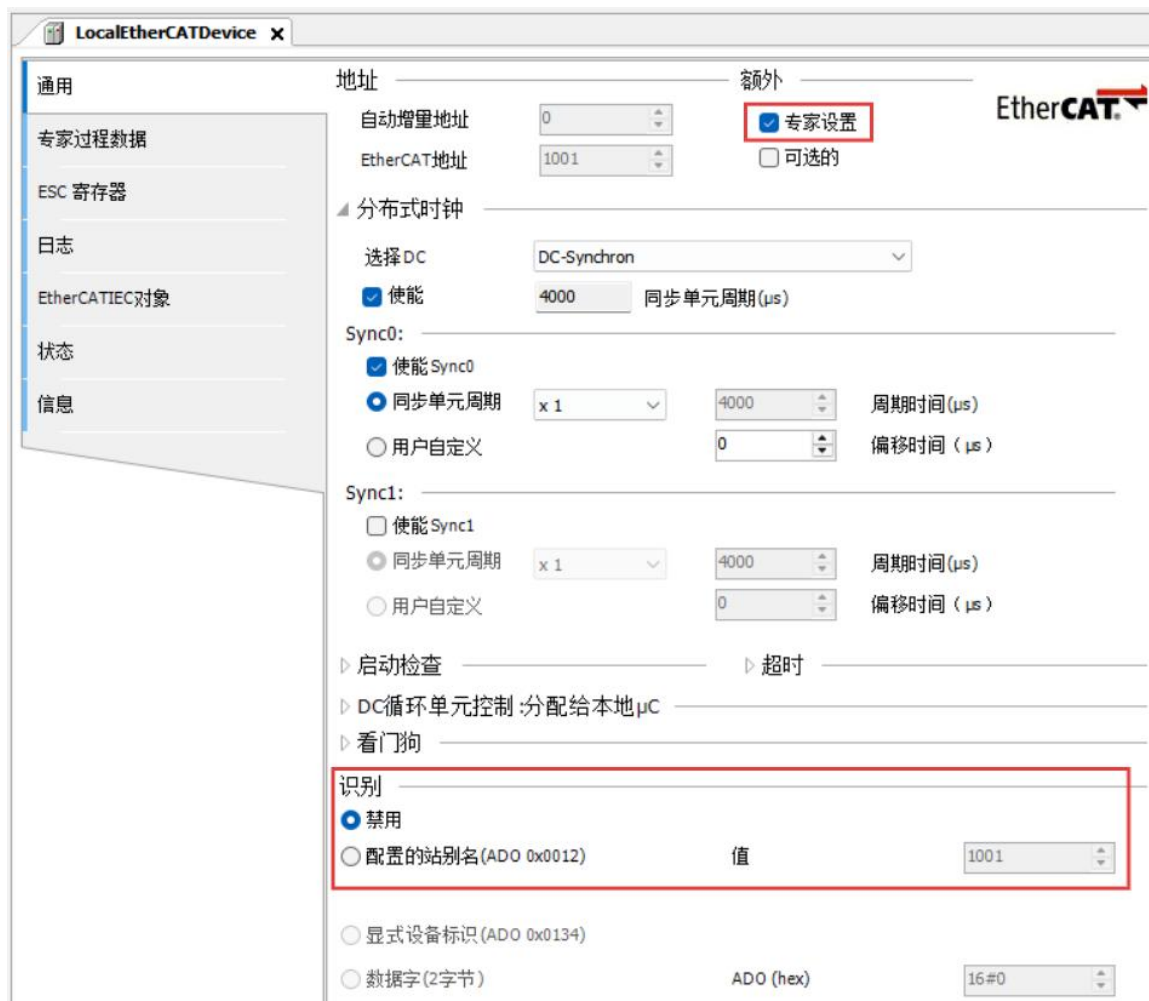 LocalEtherCATDevice x
通用
专家过程数据
ESC 寄存器
日志
EtherCATIEC对象
状态
信息
地址
自动增量地址 0
EtherCAT地址 1001
额外
专家设置
可选的
EtherCAT.
分布式时钟
选择DC DC-Synchron
使能 4000 同步单元周期(μs)
Sync0:
使能Sync0
同步单元周期 x 1 4000 周期时间(μs)
用户自定义 0 偏移时间（μs）
Sync1:
使能Sync1
同步单元周期 x 1 4000 周期时间(μs)
用户自定义 0 偏移时间（μs）
启动检查 超时
DC循环单元控制:分配给本地μC
看门狗
识别
禁用
配置的站别名(ADO 0x0012) 值 1001
显式设备标识(ADO 0x0134)
数据字(2字节) ADO (hex) 16#0